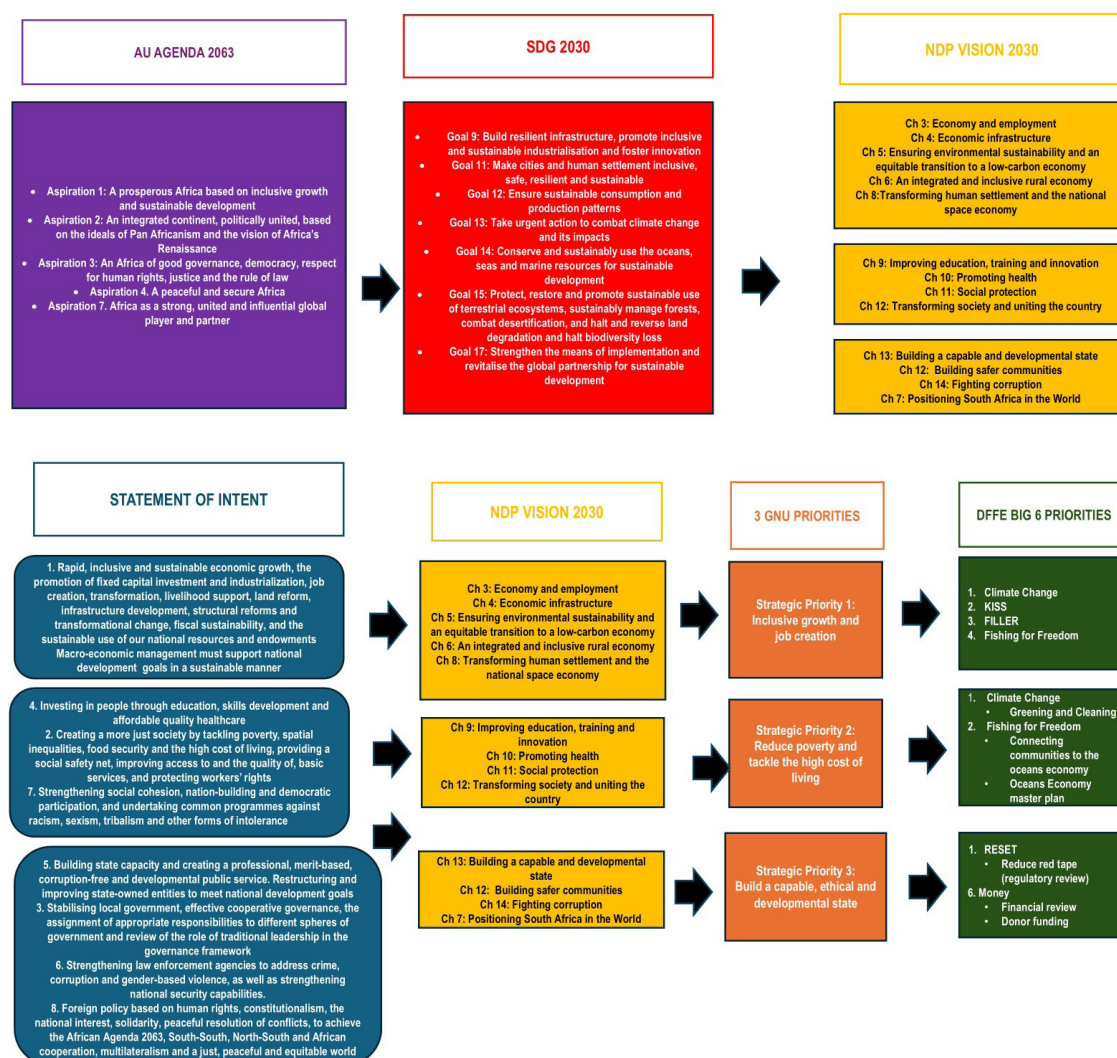 AU AGENDA 2063
SDG 2030
NDP VISION 2030
• Aspiration 1: A prosperous Africa based on inclusive growth
and sustainable development
• Aspiration 2: An integrated continent, politically united, based
on the ideals of Pan Africanism and the vision of Africa's
Renaissance
• Aspiration 3: An Africa of good governance, democracy, respect
for human rights, justice and the rule of law
• Aspiration 4. A peaceful and secure Africa
• Aspiration 7. Africa as a strong, united and influential global
player and partner
• Goal 9: Build resilient infrastructure, promote inclusive
and sustainable industrialisation and foster innovation
• Goal 11: Make cities and human settlement inclusive,
safe, resilient and sustainable
• Goal 12: Ensure sustainable consumption and
production patterns
• Goal 13: Take urgent action to combat climate change
and its impacts
• Goal 14: Conserve and sustainably use the oceans,
seas and marine resources for sustainable
development
• Goal 15: Protect, restore and promote sustainable use
of terrestrial ecosystems, sustainably manage forests,
combat desertification, and halt and reverse land
degradation and halt biodiversity loss
• Goal 17: Strengthen the means of implementation and
revitalise the global partnership for sustainable
development
Ch 3: Economy and employment
Ch 4: Economic infrastructure
Ch 5: Ensuring environmental sustainability and an
equitable transition to a low-carbon economy
Ch 6: An integrated and inclusive rural economy
Ch 8:Transforming human settlement and the national
space economy
Ch 9: Improving education, training and innovation
Ch 10: Promoting health
Ch 11: Social protection
Ch 12: Transforming society and uniting the country
Ch 13: Building a capable and developmental state
Ch 12: Building safer communities
Ch 14: Fighting corruption
Ch 7: Positioning South Africa in the World
STATEMENT OF INTENT
NDP VISION 2030
3 GNU PRIORITIES
DFFE BIG 6 PRIORITIES
1. Rapid, inclusive and sustainable economic growth, the
promotion of fixed capital investment and industrialization, job
creation, transformation, livelihood support, land reform,
infrastructure development, structural reforms and
transformational change, fiscal sustainability, and the
sustainable use of our national resources and endowments
Macro-economic management must support national
development goals in a sustainable manner
Ch 3: Economy and employment
Ch 4: Economic infrastructure
Ch 5: Ensuring environmental sustainability and
an equitable transition to a low-carbon economy
Ch 6: An integrated and inclusive rural economy
Ch 8: Transforming human settlement and the
national space economy
Strategic Priority 1:
Inclusive growth and
job creation
1. Climate Change
2. KISS
3. FILLER
4. Fishing for Freedom
4. Investing in people through education, skills development and
affordable quality healthcare
2. Creating a more just society by tackling poverty, spatial
inequalities, food security and the high cost of living, providing a
social safety net, improving access to and the quality of, basic
services, and protecting workers' rights
7. Strengthening social cohesion, nation-building and democratic
participation, and undertaking common programmes against
racism, sexism, tribalism and other forms of intolerance
Ch 9: Improving education, training and
innovation
Ch 10: Promoting health
Ch 11: Social protection
Ch 12: Transforming society and uniting the
country
Strategic Priority 2:
Reduce poverty and
tackle the high cost of
living
1. Climate Change
• Greening and Cleaning
2. Fishing for Freedom
• Connecting
communities to the
oceans economy
• Oceans Economy
master plan
5. Building state capacity and creating a professional, merit-based,
corruption-free and developmental public service. Restructuring and
improving state-owned entities to meet national development goals
3. Stabilising local government, effective cooperative governance, the
assignment of appropriate responsibilities to different spheres of
government and review of the role of traditional leadership in the
governance framework
6. Strengthening law enforcement agencies to address crime,
corruption and gender-based violence, as well as strengthening
national security capabilities.
8. Foreign policy based on human rights, constitutionalism, the
national interest, solidarity, peaceful resolution of conflicts, to achieve
the African Agenda 2063, South-South, North-South and African
cooperation, multilateralism and a just, peaceful and equitable world
Ch 13: Building a capable and developmental
state
Ch 12: Building safer communities
Ch 14: Fighting corruption
Ch 7: Positioning South Africa in the World
Strategic Priority 3:
Build a capable, ethical and
developmental state
1. RESET
• Reduce red tape
(regulatory review)
6. Money
• Financial review
• Donor funding